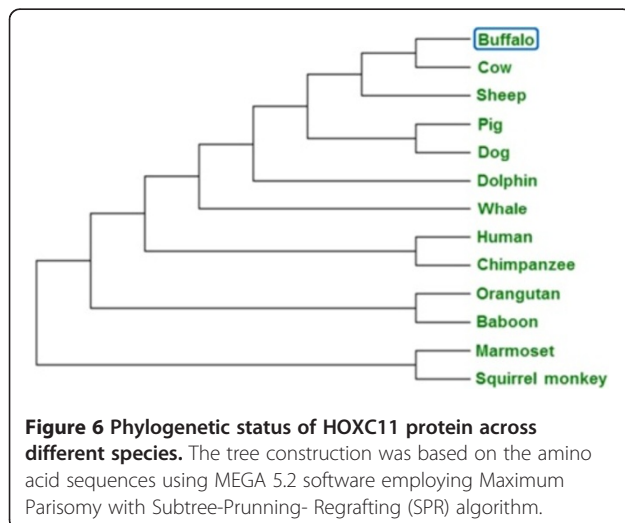 Buffalo
Cow
Sheep
Pig
Dog
Dolphin
Whale
Human
Chimpanzee
Orangutan
Baboon
Marmoset
Squirrel monkey
Figure 6 Phylogenetic status of HOXC11 protein across
different species. The tree construction was based on the amino
acid sequences using MEGA 5.2 software employing Maximum
Parisomy with Subtree-Prunning- Regrafting (SPR) algorithm.